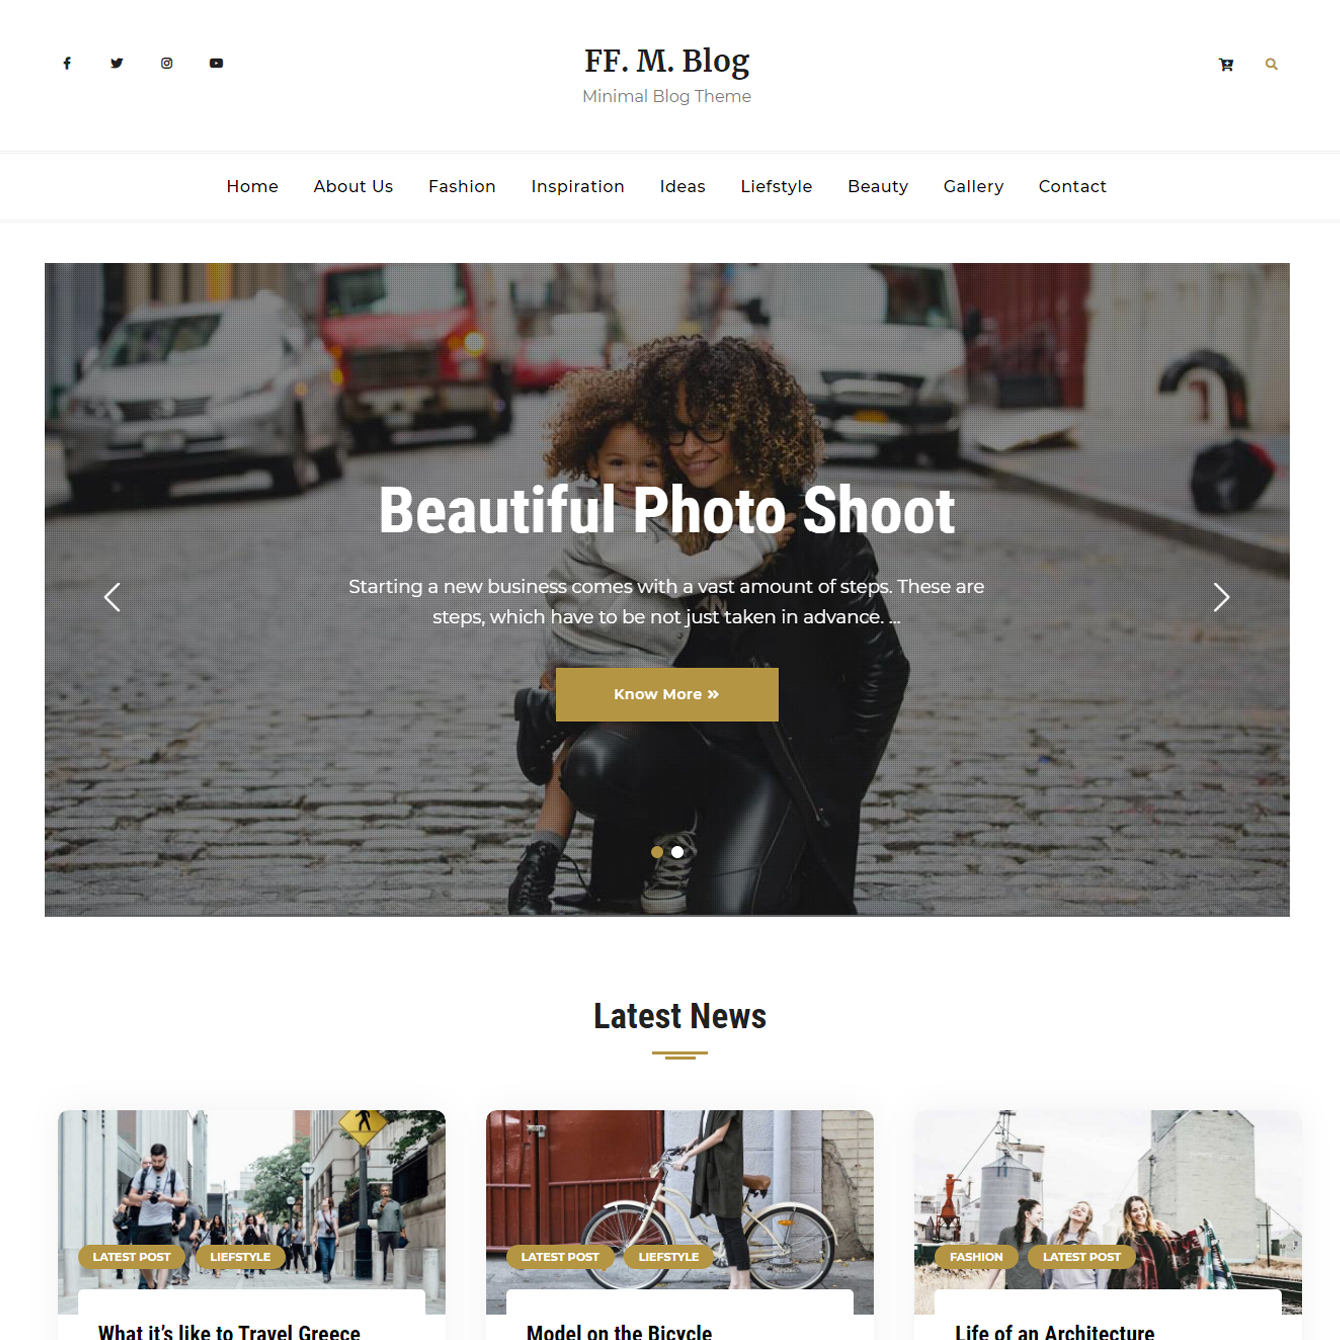 FF. M. Blog
Minimal Blog Theme
Home About Us Fashion Inspiration Ideas Liefstyle Beauty Gallery Contact
Beautiful Photo Shoot
Starting a new business comes with a vast amount of steps. These are
steps, which have to be not just taken in advance. ...
Know More »
Latest News
LATEST POST LIEFSTYLE
What it's like to Travel Greece
LATEST POST LIEFSTYLE
Model on the Bicycle
FASHION LATEST POST
Life of an Architecture